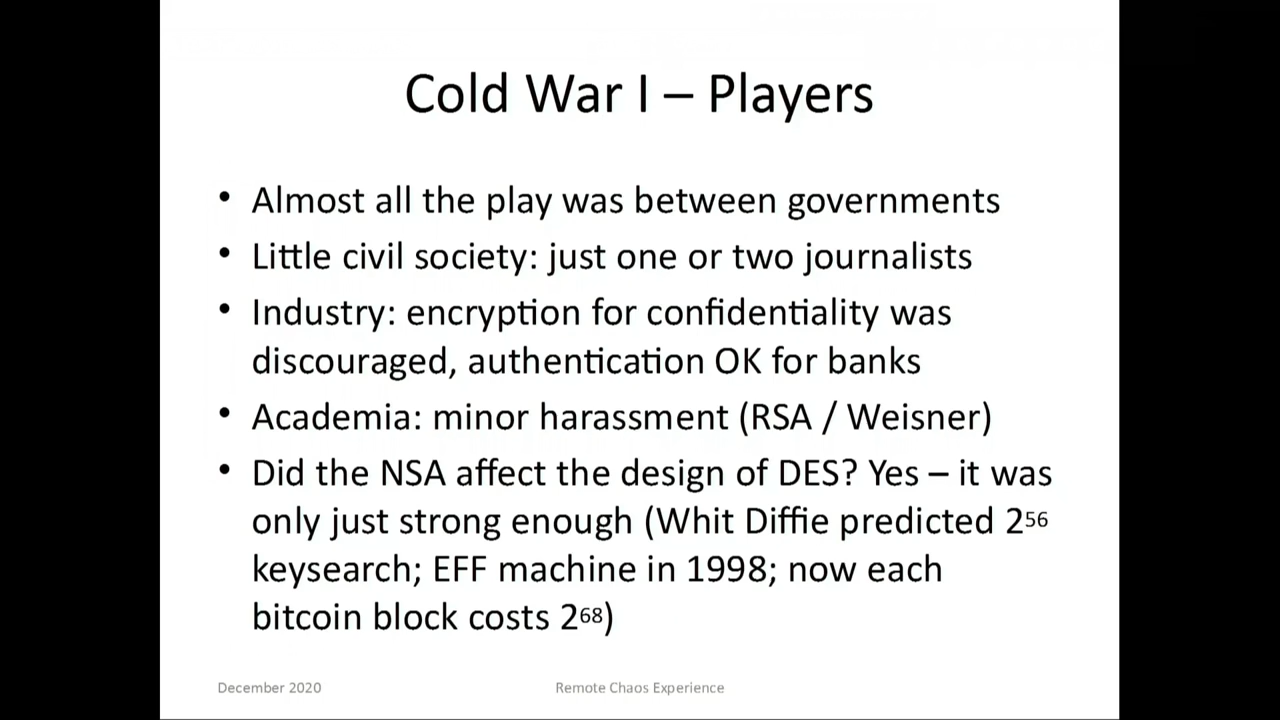 Cold War I – Players
• Almost all the play was between governments
• Little civil society: just one or two journalists
• Industry: encryption for confidentiality was
discouraged, authentication OK for banks
• Academia: minor harassment (RSA / Weisner)
• Did the NSA affect the design of DES? Yes – it was
only just strong enough (Whit Diffie predicted 2⁵⁶
keysearch; EFF machine in 1998; now each
bitcoin block costs 2⁶⁸)
December 2020
Remote Chaos Experience